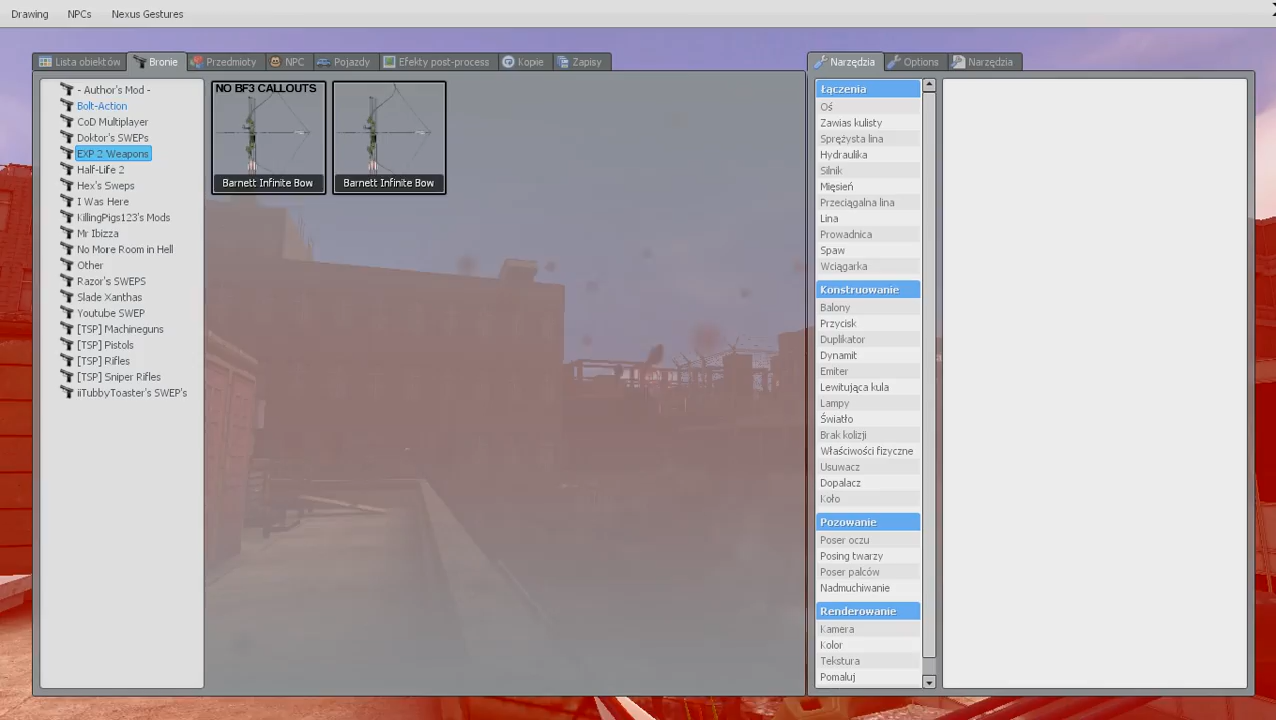 Drawing NPCs Nexus Gestures
Lista obiektów Bronie Przedmioty NPC Pojazdy Efekty post-process Kopie Zapisy
- Author's Mod -
Bolt-Action
CoD Multiplayer
Doktor's SWEPs
EXP 2 Weapons
Half-Life 2
Hex's Sweps
I Was Here
KillingPigs123's Mods
Mr Ibizza
No More Room in Hell
Other
Razor's SWEPS
Slade Xanthas
Youtube SWEP
[TSP] Machineguns
[TSP] Pistols
[TSP] Rifles
[TSP] Sniper Rifles
iiTubbyToaster's SWEP's
NO BF3 CALLOUTS
Barnett Infinite Bow
Barnett Infinite Bow
Narzędzia Options Narzędzia
Łączenia
Oś
Zawias kulisty
Sprężysta lina
Hydraulika
Silnik
Mięsień
Przeciągalna lina
Lina
Prowadnica
Spaw
Wciągarka
Konstruowanie
Balony
Przycisk
Duplikator
Dynamit
Emiter
Lewitująca kula
Lampy
Światło
Brak kolizji
Właściwości fizyczne
Usuwacz
Dopalacz
Koło
Pozowanie
Poser oczu
Posing twarzy
Poser palców
Nadmuchiwanie
Renderowanie
Kamera
Kolor
Tekstura
Pomaluj